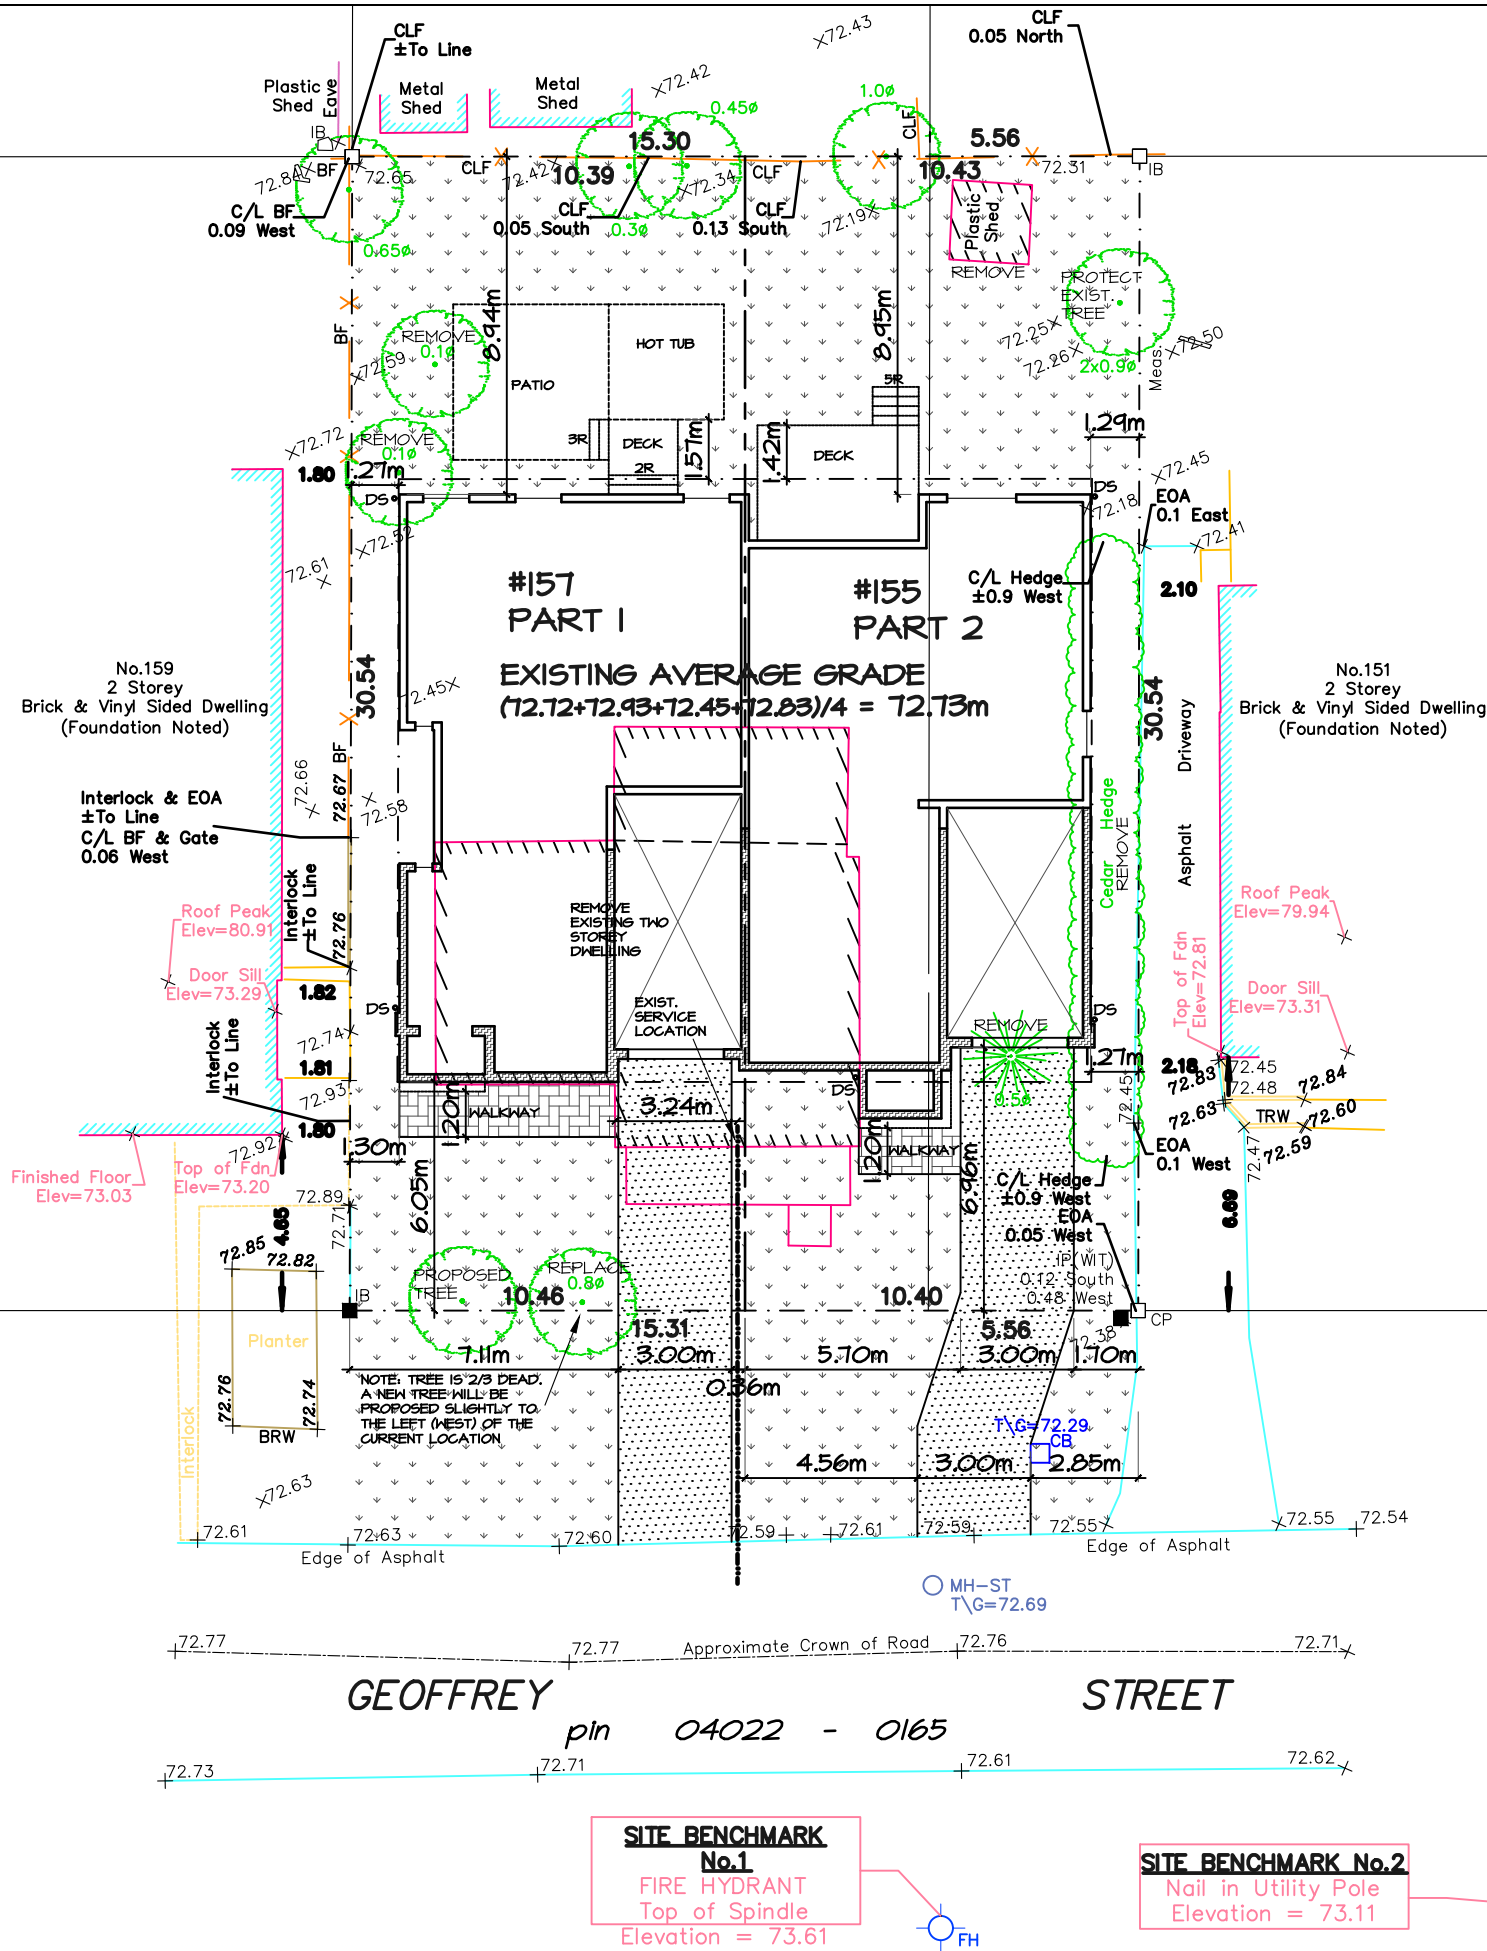 CLF
±To Line
×72.43
CLF
0.05 North
Plastic
Shed
Eave
Metal
Shed
Metal
Shed
×72.42
0.45ø
1.0ø
CLF
IB
15.30
5.56
BF
72.84
72.65
CLF
72.42
10.39
72.34
CLF
10.43
72.31
IB
C/L BF
0.09 West
CLF
0.05 South
0.3ø
CLF
0.13 South
72.19
Plastic
Shed
REMOVE
0.65ø
PROTECT
EXIST.
TREE
BF
8.94m
8.95m
REMOVE
0.1ø
HOT TUB
72.25
72.26
72.50
72.59
PATIO
5R
2x0.9ø
Meas.
1.29m
72.72
REMOVE
0.1ø
3R
DECK
2R
1.57m
1.42m
DECK
72.45
1.80
1.27m
DS
DS
72.18
EOA
0.1 East
72.52
72.41
72.61
#157
PART 1
#155
PART 2
C/L Hedge
±0.9 West
2.10
No.159
2 Storey
Brick & Vinyl Sided Dwelling
(Foundation Noted)
30.54
72.45
EXISTING AVERAGE GRADE
(72.72+72.93+72.45+72.83)/4 = 72.73m
30.54
Driveway
Asphalt
No.151
2 Storey
Brick & Vinyl Sided Dwelling
(Foundation Noted)
72.66
72.67
BF
72.58
Interlock & EOA
±To Line
C/L BF & Gate
0.06 West
Cedar Hedge
REMOVE
Interlock
±To Line
72.76
Roof Peak
Elev=80.91
REMOVE
EXISTING TWO
STOREY
DWELLING
Roof Peak
Elev=79.94
Top of Fdn
Elev=72.81
Door Sill
Elev=73.29
1.82
DS
EXIST.
SERVICE
LOCATION
REMOVE
DS
Door Sill
Elev=73.31
Interlock
±To Line
72.74
1.81
1.27m
2.18
72.45
72.83
72.48
72.84
72.93
1.20m
WALKWAY
3.24m
DS
0.5ø
72.45
72.63
TRW
72.60
1.80
72.92
1.20m
WALKWAY
EOA
0.1 West
72.47
72.59
Finished Floor
Elev=73.03
Top of Fdn
Elev=73.20
1.30m
6.05m
6.96m
C/L Hedge
±0.9 West
EOA
0.05 West
72.89
72.71
4.65
6.69
72.85
72.82
IP(WIT)
0.12 South
0.48 West
PROPOSED
TREE
REPLACE
0.8ø
IB
10.46
10.40
Planter
15.31
5.56
72.38
CP
7.11m
3.00m
5.70m
3.00m
1.70m
0.36m
72.76
72.74
NOTE: TREE IS 2/3 DEAD.
A NEW TREE WILL BE
PROPOSED SLIGHTLY TO
THE LEFT (WEST) OF THE
CURRENT LOCATION
BRW
Interlock
T\G=72.29
CB
4.56m
3.00m
2.85m
×72.63
72.61
72.63
72.60
72.59
72.61
72.59
72.55
72.55
72.54
Edge of Asphalt
Edge of Asphalt
MH-ST
T\G=72.69
72.77
72.77
Approximate Crown of Road
72.76
72.71
GEOFFREY STREET
pin 04022 - 0165
72.73
72.71
72.61
72.62
SITE BENCHMARK
No.1
FIRE HYDRANT
Top of Spindle
Elevation = 73.61
FH
SITE BENCHMARK No.2
Nail in Utility Pole
Elevation = 73.11